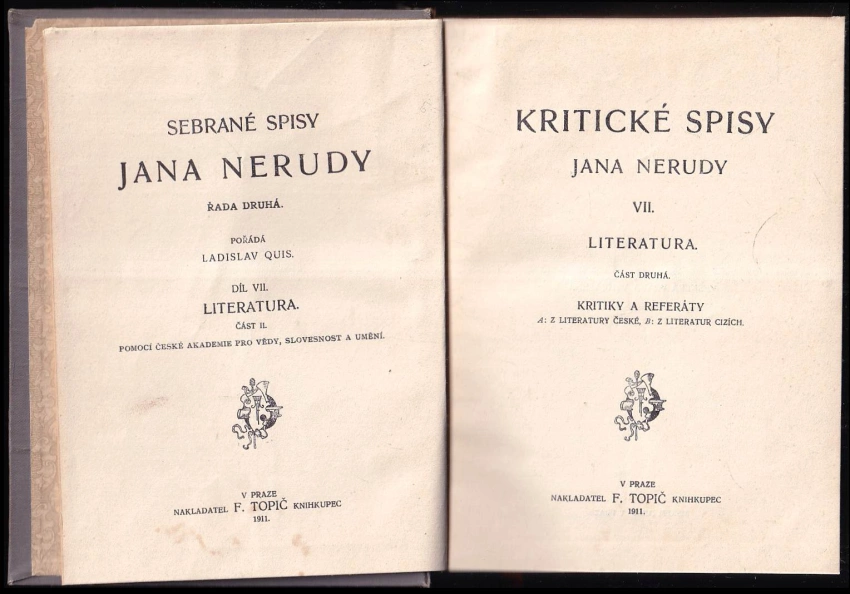 SEBRANÉ SPISY
JANA NERUDY
ŘADA DRUHÁ.
POŘÁDÁ
LADISLAV QUIS.
DÍL VII.
LITERATURA.
ČÁST II.
POMOCÍ ČESKÉ AKADEMIE PRO VĚDY, SLOVESNOST A UMĚNÍ.
V PRAZE
NAKLADATEL F. TOPIČ KNIHKUPEC
1911.
KRITICKÉ SPISY
JANA NERUDY
VII.
LITERATURA.
ČÁST DRUHÁ.
KRITIKY A REFERÁTY
A: Z LITERATURY ČESKÉ, B: Z LITERATUR CIZÍCH.
V PRAZE
NAKLADATEL F. TOPIČ KNIHKUPEC
1911.